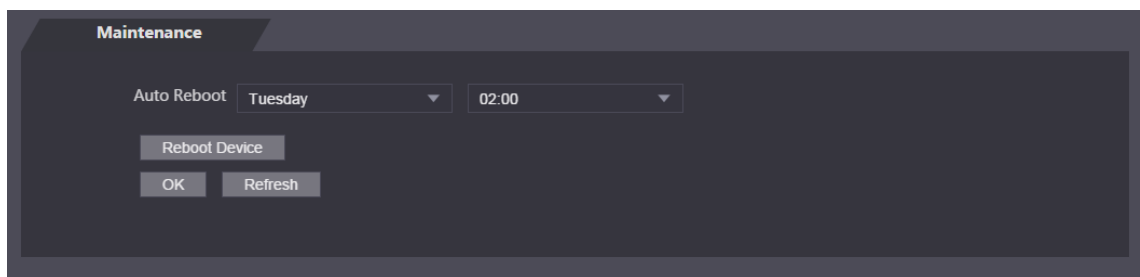 Maintenance
Auto Reboot Tuesday 02:00
Reboot Device
OK Refresh